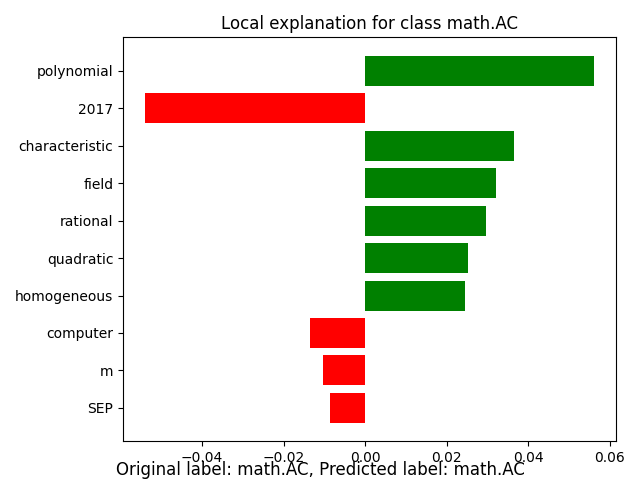 Local explanation for class math.AC
polynomial
2017
characteristic
field
rational
quadratic
homogeneous
computer
m
SEP
−0.04 −0.02 0.00 0.02 0.04 0.06
Original label: math.AC, Predicted label: math.AC